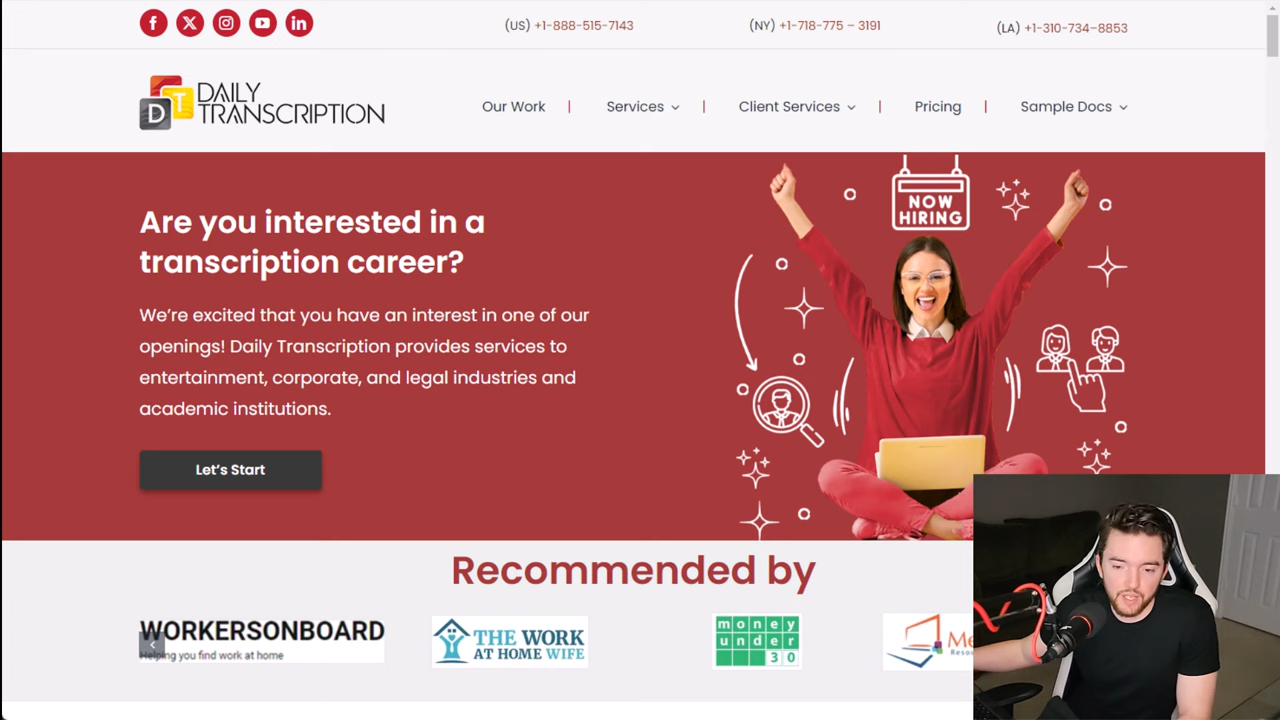 (US) +1-888-515-7143
(NY) +1-718-775 – 3191
(LA) +1-310-734–8853
DAILY
TRANSCRIPTION
D T
Our Work | Services | Client Services | Pricing | Sample Docs
NOW
HIRING
Are you interested in a
transcription career?
We’re excited that you have an interest in one of our
openings! Daily Transcription provides services to
entertainment, corporate, and legal industries and
academic institutions.
Let’s Start
Recommended by
WORKERSONBOARD
Helping you find work at home
THE WORK
AT HOME WIFE
money
under
30